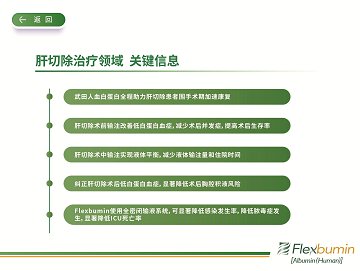 返 回
肝切除治疗领域 关键信息
武田人血白蛋白全程助力肝切除患者围手术期加速康复
肝切除术前输注改善低白蛋白血症, 减少术后并发症, 提高术后生存率
肝切除术中输注实现液体平衡, 减少液体输注量和住院时间
纠正肝切除术后低白蛋白血症, 显著降低术后胸腔积液风险
Flexbumin使用全密闭输液系统, 可显著降低感染发生率, 降低脓毒症发
生, 显著降低ICU死亡率
Flexbumin
[Albumin(Human)]